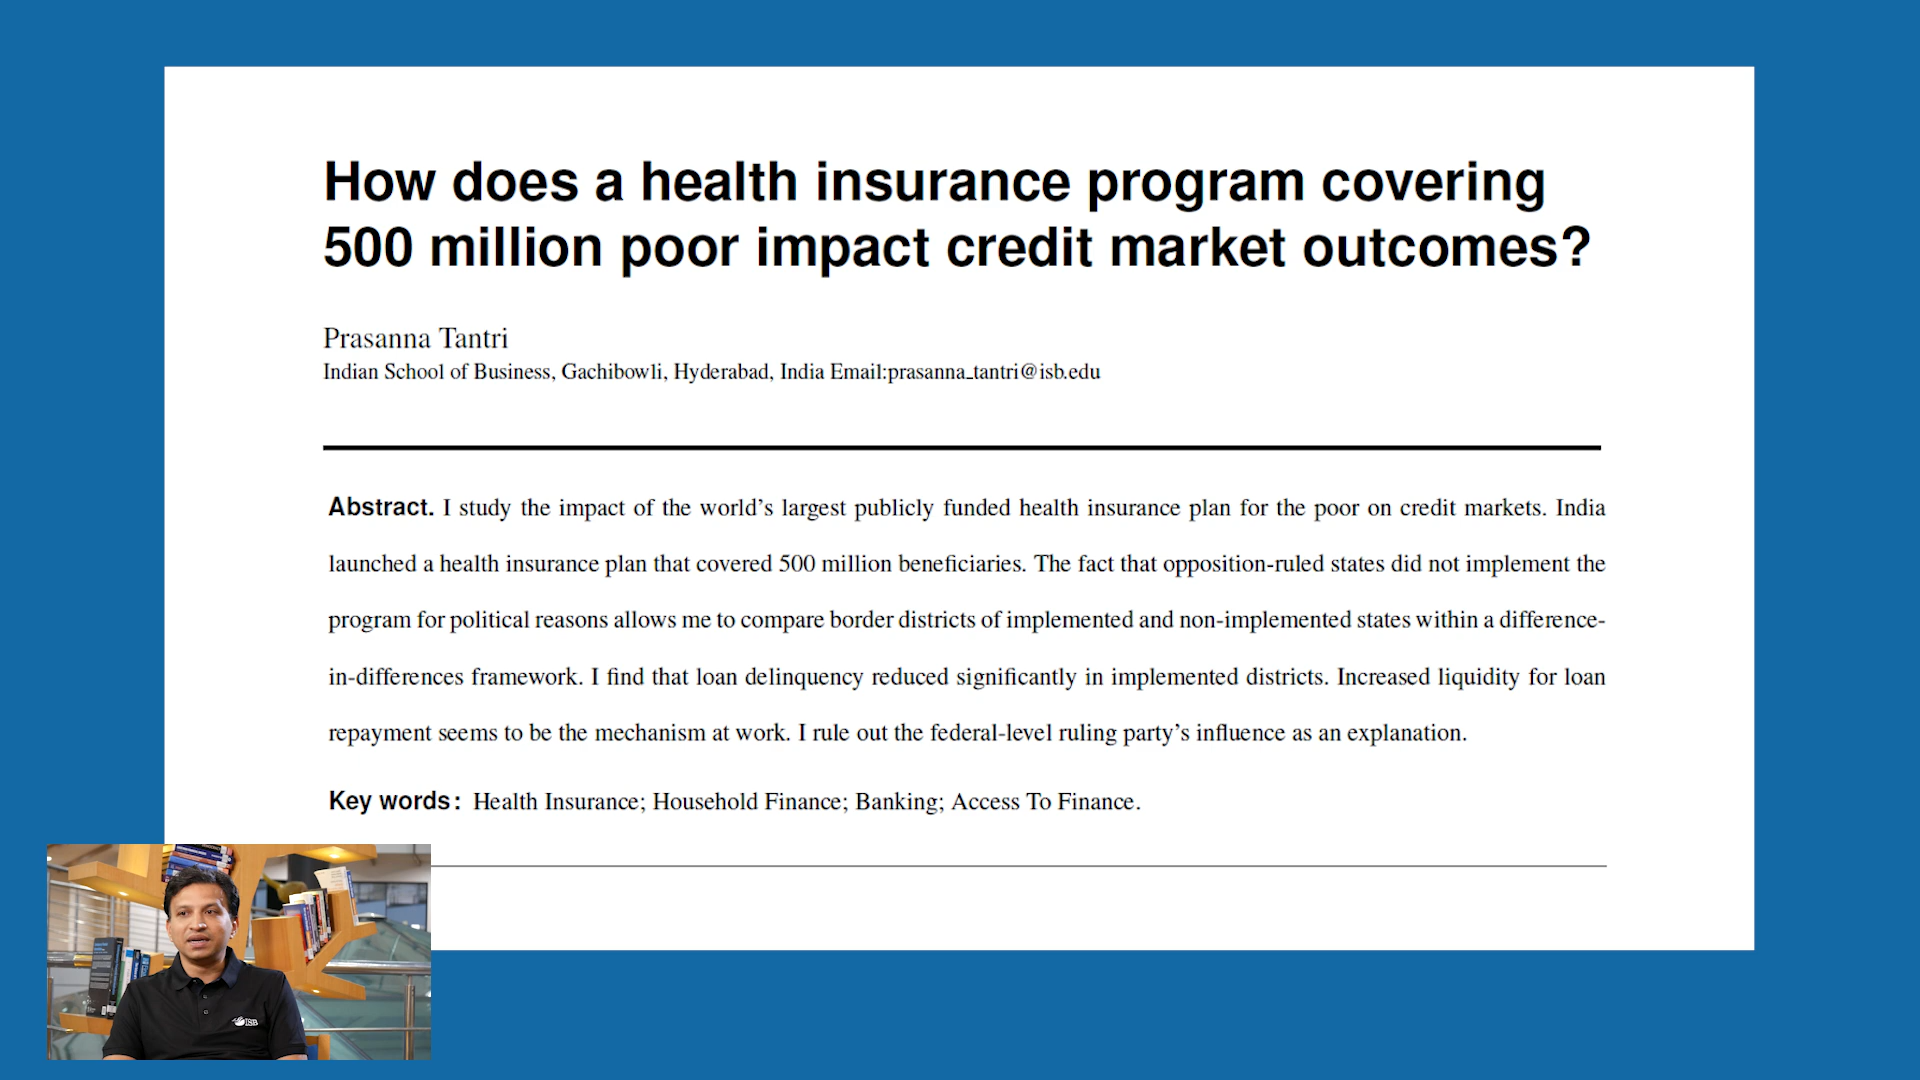 How does a health insurance program covering
500 million poor impact credit market outcomes?
Prasanna Tantri
Indian School of Business, Gachibowli, Hyderabad, India Email:prasanna_tantri@isb.edu
Abstract. I study the impact of the world's largest publicly funded health insurance plan for the poor on credit markets. India
launched a health insurance plan that covered 500 million beneficiaries. The fact that opposition-ruled states did not implement the
program for political reasons allows me to compare border districts of implemented and non-implemented states within a difference-
in-differences framework. I find that loan delinquency reduced significantly in implemented districts. Increased liquidity for loan
repayment seems to be the mechanism at work. I rule out the federal-level ruling party's influence as an explanation.
Key words: Health Insurance; Household Finance; Banking; Access To Finance.
ISB